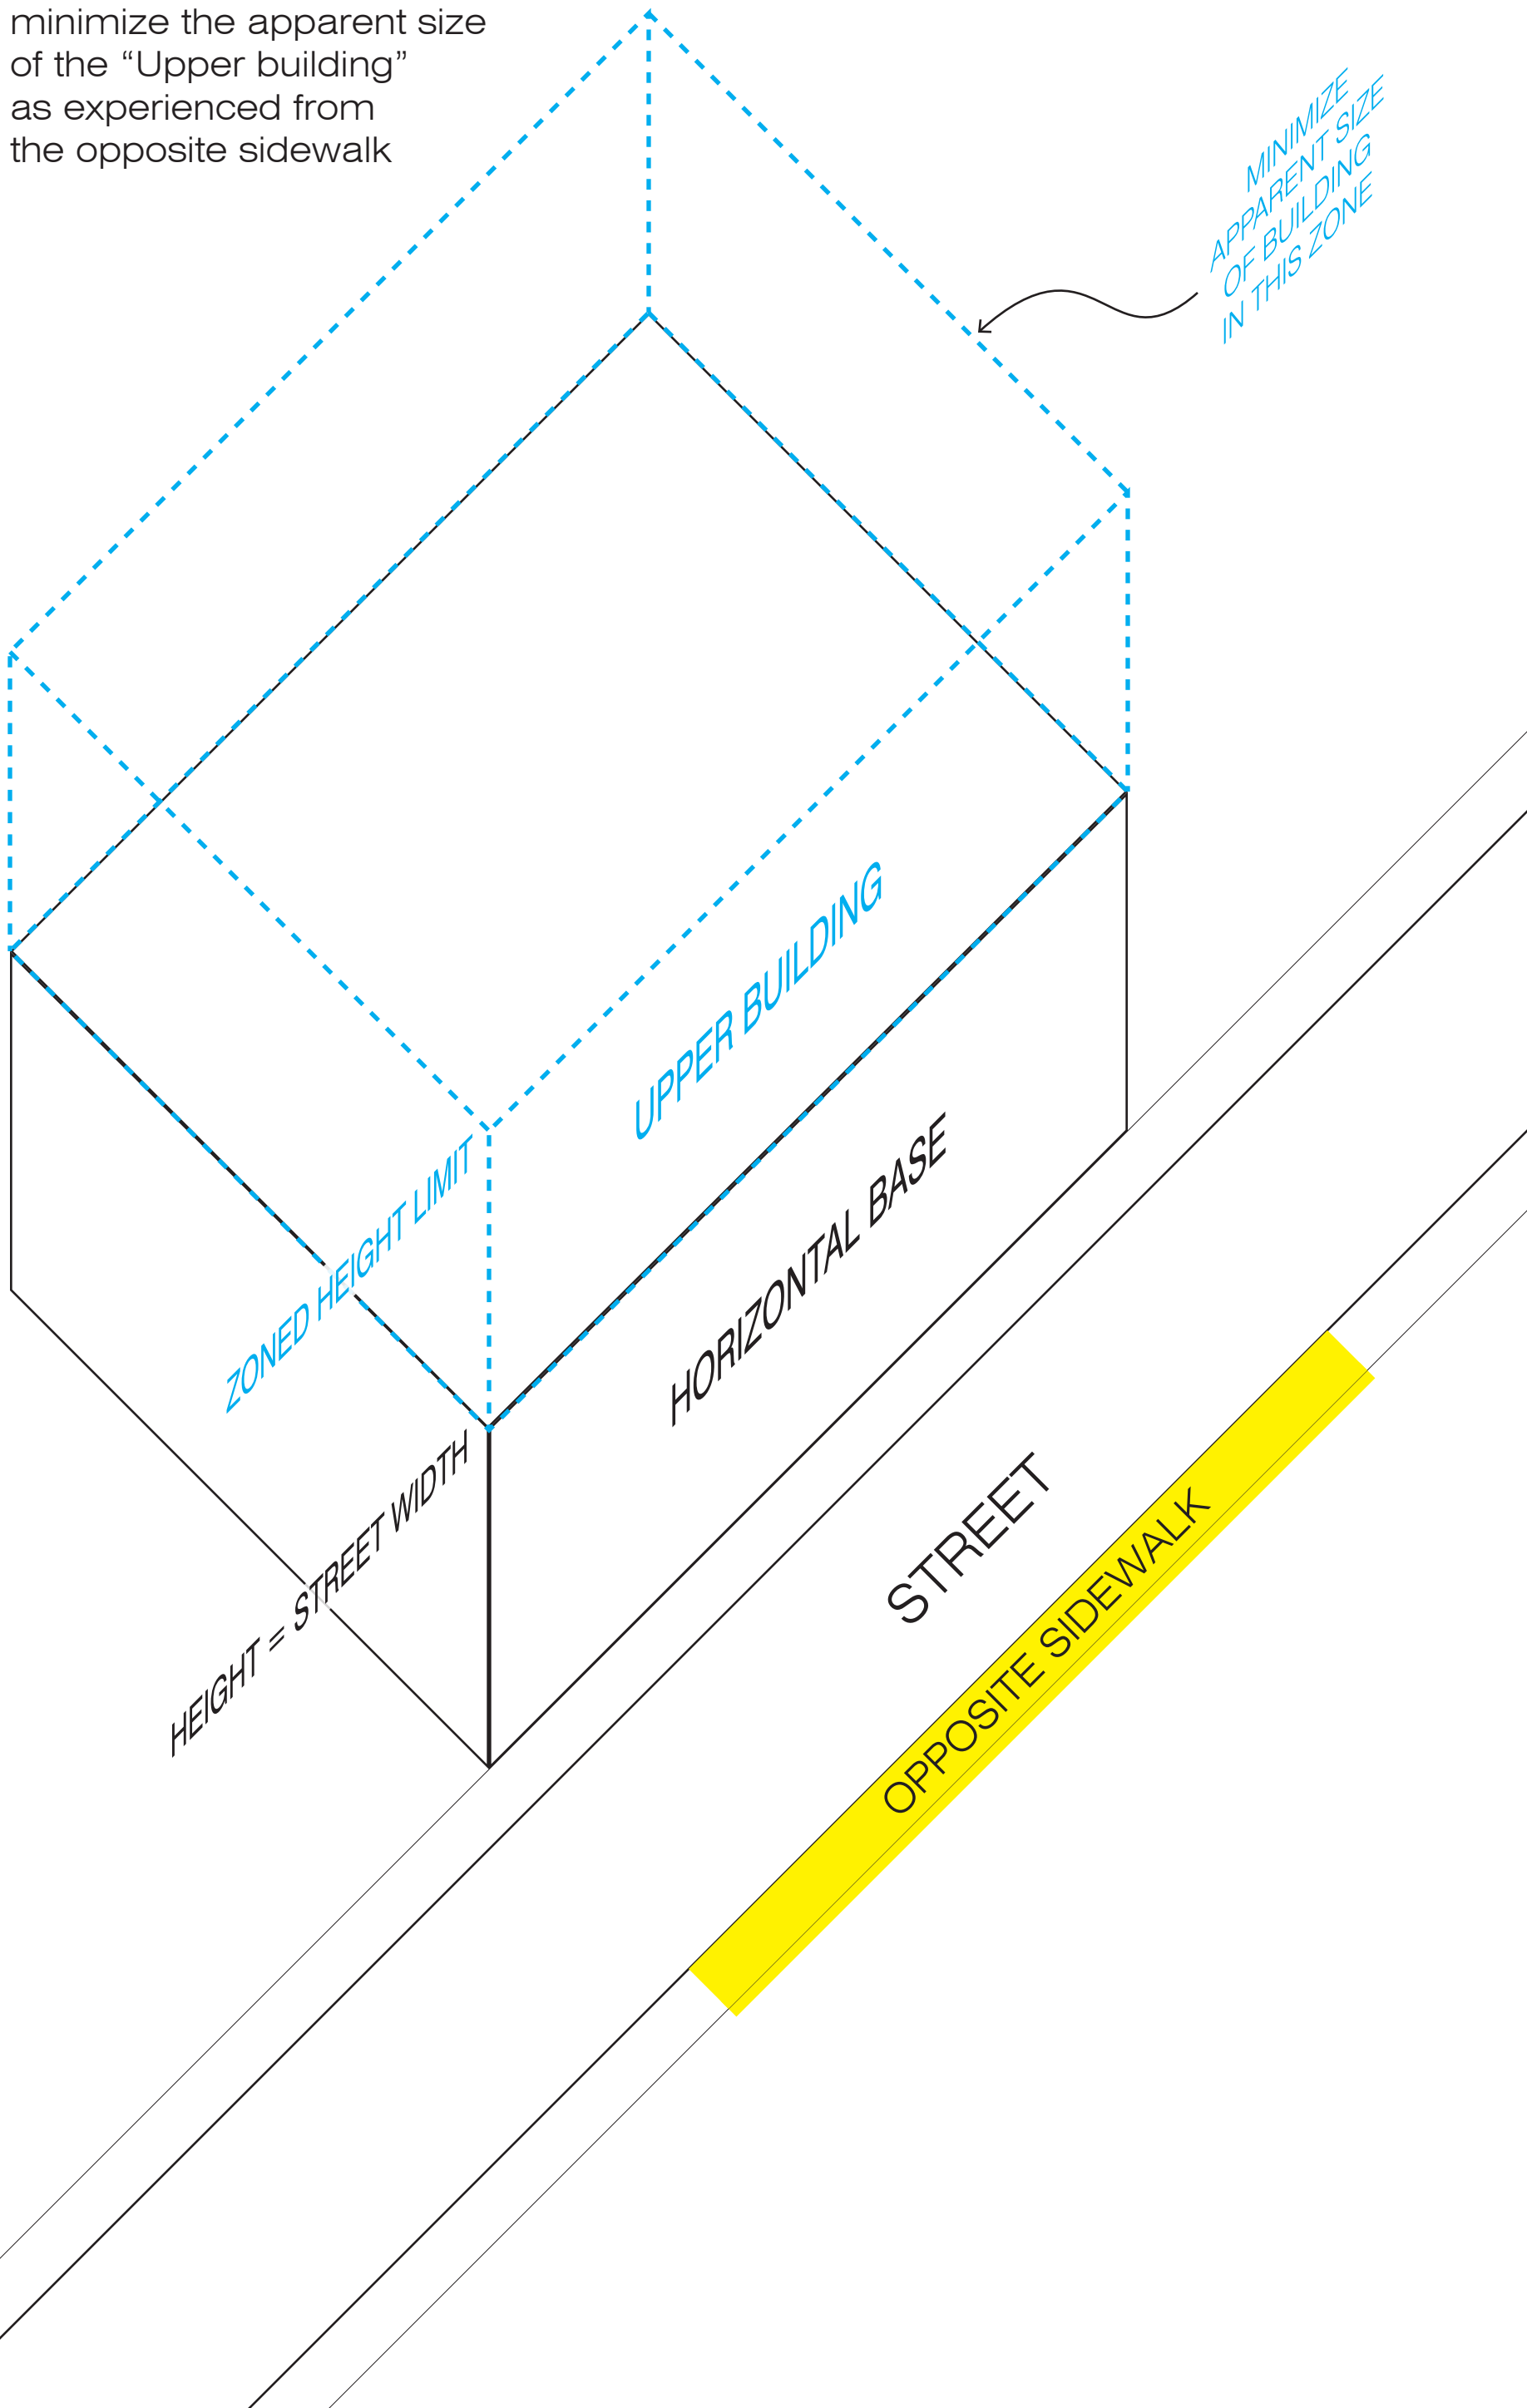 minimize the apparent size
of the “Upper building”
as experienced from
the opposite sidewalk
MINIMIZE
APPARENT SIZE
OF BUILDING
IN THIS ZONE
UPPER BUILDING
ZONED HEIGHT LIMIT
HORIZONTAL BASE
HEIGHT = STREET WIDTH
STREET
OPPOSITE SIDEWALK